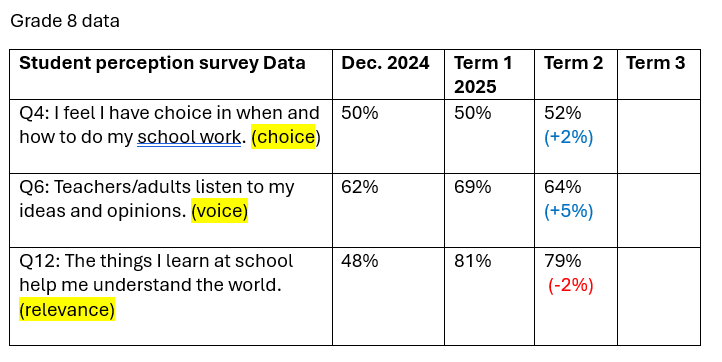 Grade 8 data
Student perception survey Data
Dec. 2024
Term 1
2025
Term 2
Term 3
Q4: I feel I have choice in when and
how to do my school work. (choice)
50%
50%
52%
(+2%)
Q6: Teachers/adults listen to my
ideas and opinions. (voice)
62%
69%
64%
(+5%)
Q12: The things I learn at school
help me understand the world.
(relevance)
48%
81%
79%
(-2%)